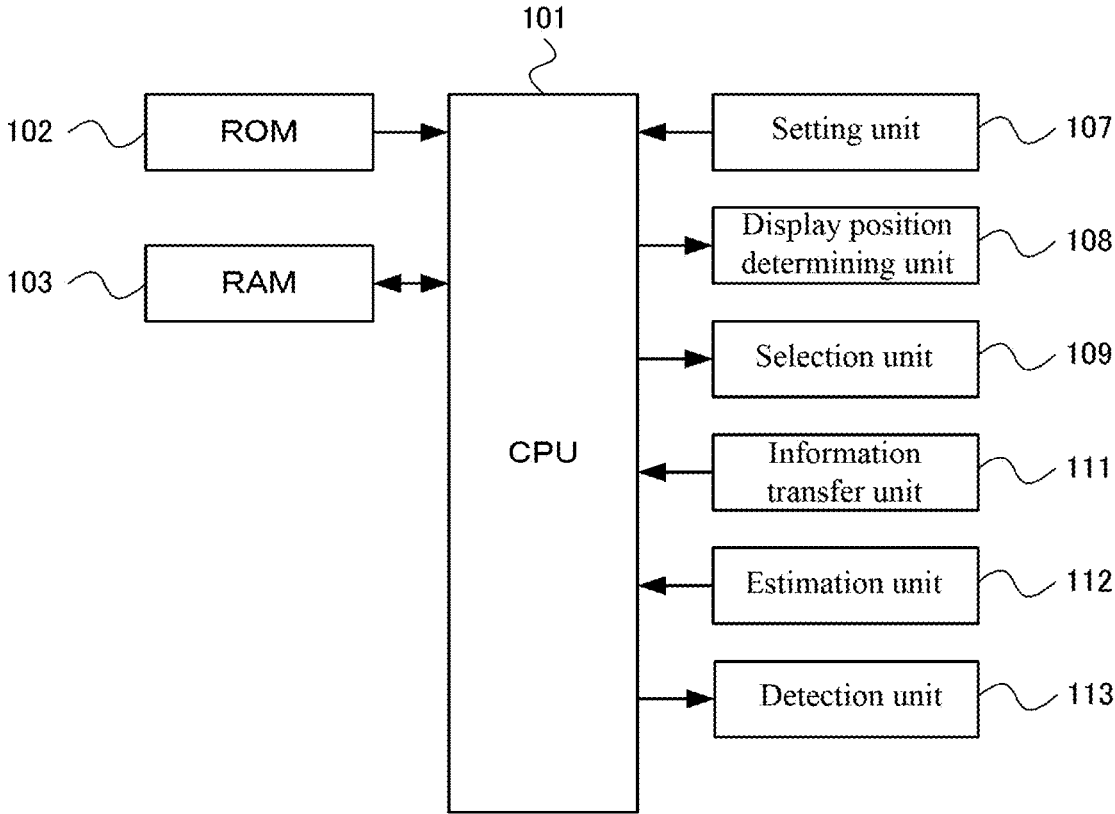 101
102
ROM
Setting unit
107
Display position
determining unit
108
103
RAM
Selection unit
109
CPU
Information
transfer unit
111
Estimation unit
112
Detection unit
113